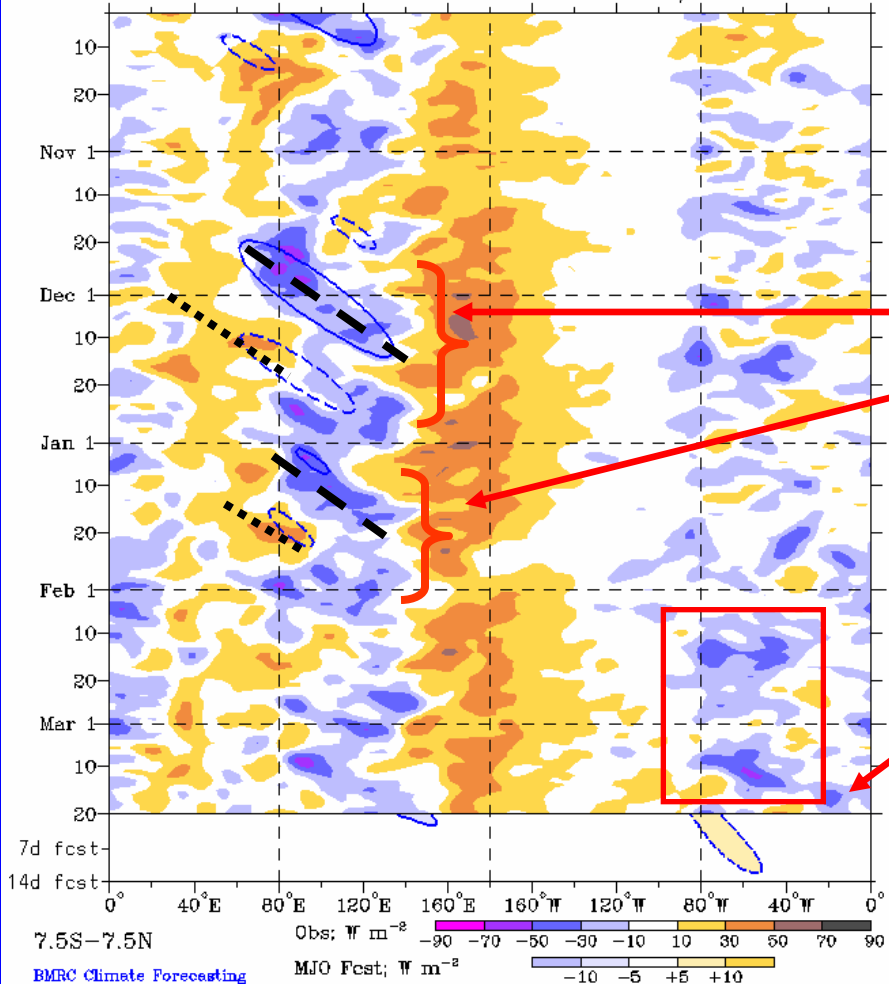 10
20
Nov 1
10
20
Dec 1
10
20
Jan 1
10
20
Feb 1
10
20
Mar 1
10
20
7d fcst
14d fcst
0° 40°E 80°E 120°E 160°E 160°W 120°W 80°W 40°W 0°
7.5S-7.5N
Obs; W m-2
-90 -70 -50 -30 -10 10 30 50 70 90
BMRC Climate Forecasting
MJO Fcst; W m-2
-10 -5 +5 +10